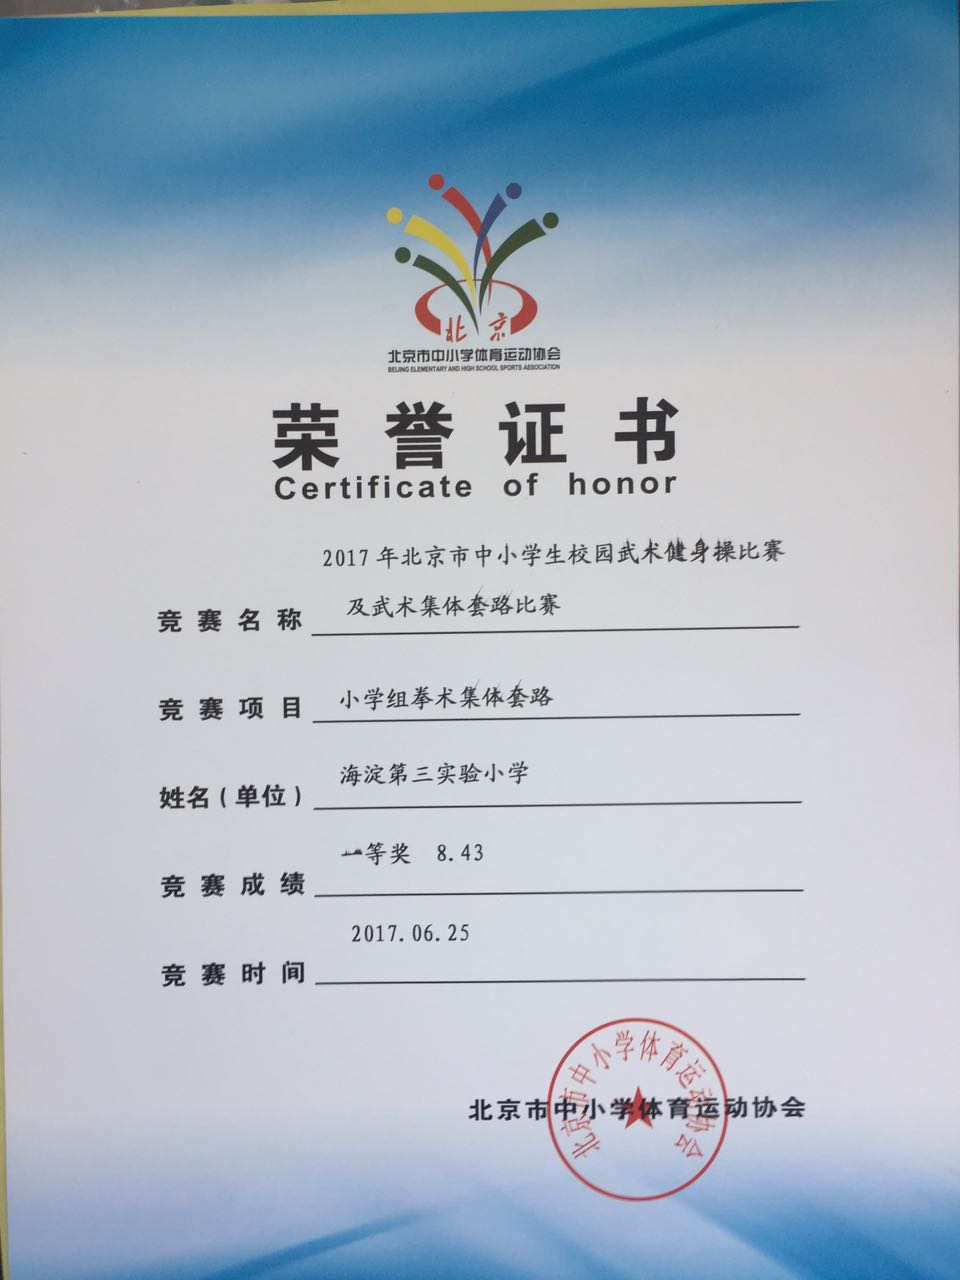 北京
北京市中小学体育运动协会
BEIJING ELEMENTARY AND HIGH SCHOOL SPORTS ASSOCIATION
荣誉证书
Certificate of honor
2017年北京市中小学生校园武术健身操比赛
竞赛名称 及武术集体套路比赛
竞赛项目 小学组拳术集体套路
姓名(单位) 海淀第三实验小学
竞赛成绩 一等奖 8.43
竞赛时间 2017.06.25
北京市中小学体育运动协会
北京市中小学体育运动协会